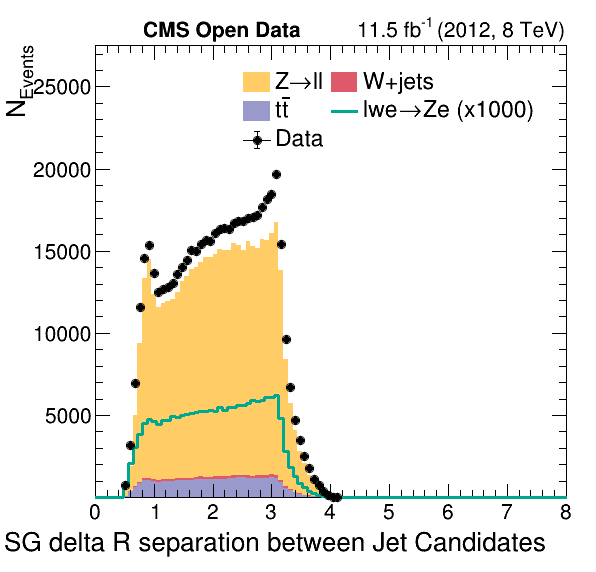 CMS Open Data 11.5 fb-1 (2012, 8 TeV)
NEvents
Z→ll W+jets
tt̄ lwe→Ze (x1000)
Data
25000
20000
15000
10000
5000
0 1 2 3 4 5 6 7 8
SG delta R separation between Jet Candidates